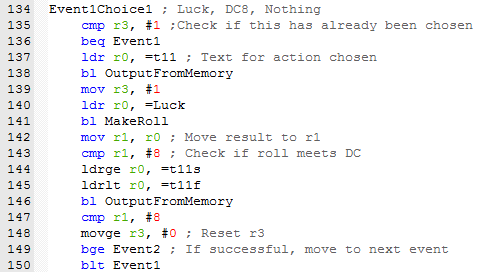 134 Event1Choice1 ; Luck, DC8, Nothing
135 cmp r3, #1 ;Check if this has already been chosen
136 beq Event1
137 ldr r0, =t11 ; Text for action chosen
138 bl OutputFromMemory
139 mov r3, #1
140 ldr r0, =Luck
141 bl MakeRoll
142 mov r1, r0 ; Move result to r1
143 cmp r1, #8 ; Check if roll meets DC
144 ldrge r0, =t11s
145 ldrlt r0, =t11f
146 bl OutputFromMemory
147 cmp r1, #8
148 movge r3, #0 ; Reset r3
149 bge Event2 ; If successful, move to next event
150 blt Event1